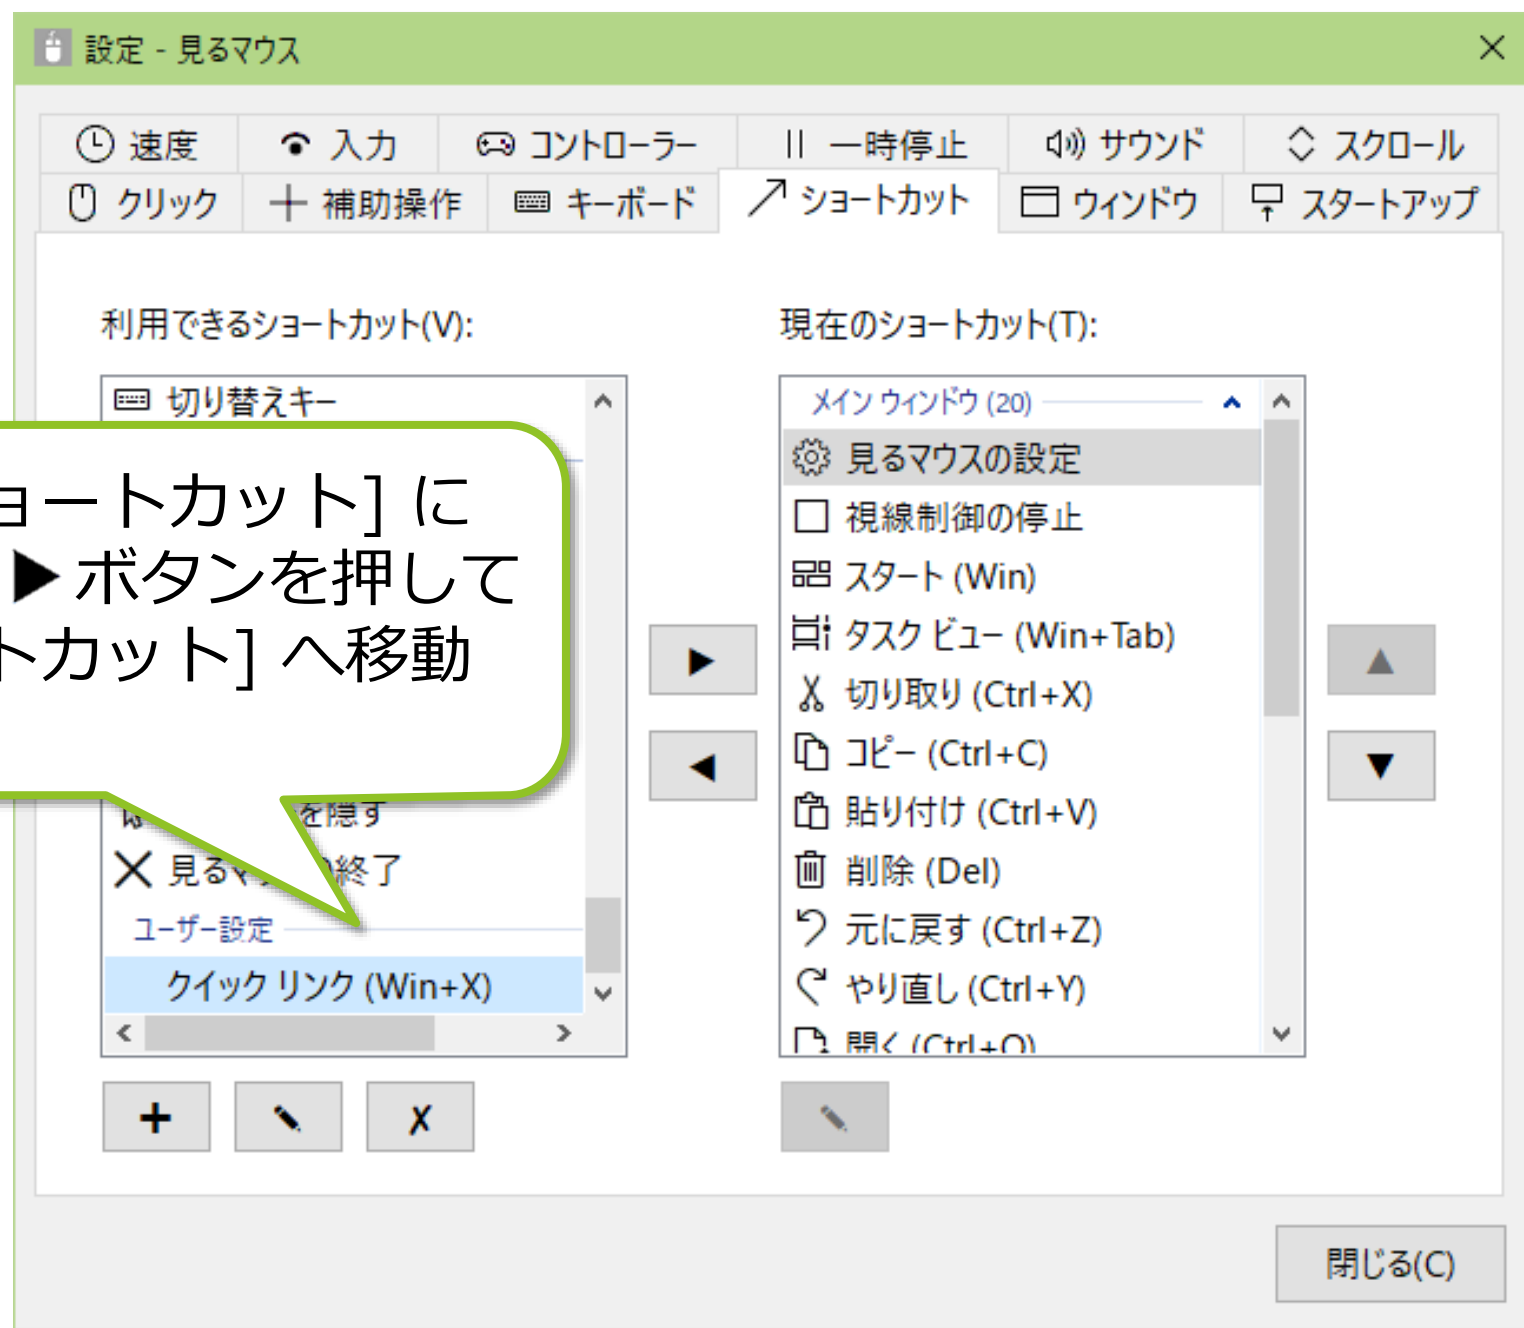 設定 - 見るマウス
速度 入力 コントローラー 一時停止 サウンド スクロール
クリック 補助操作 キーボード ショートカット ウィンドウ スタートアップ
利用できるショートカット(V):
切り替えキー
ョートカット] に
▶ ボタンを押して
トカット] へ移動
を隠す
見る 終了
ユーザー設定
クイック リンク (Win+X)
現在のショートカット(T):
メイン ウィンドウ (20)
見るマウスの設定
視線制御の停止
スタート (Win)
タスク ビュー (Win+Tab)
切り取り (Ctrl+X)
コピー (Ctrl+C)
貼り付け (Ctrl+V)
削除 (Del)
元に戻す (Ctrl+Z)
やり直し (Ctrl+Y)
開く (Ctrl+O)
閉じる(C)